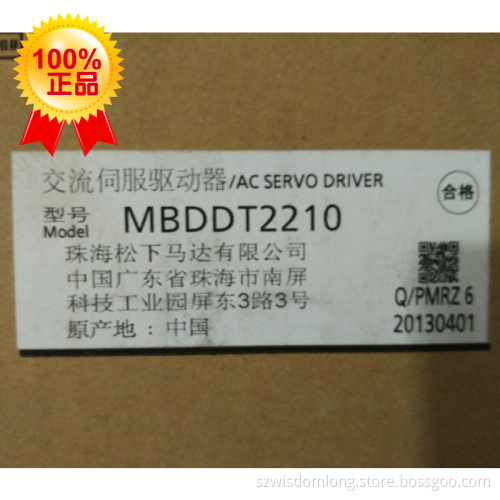 100%
正品
交流伺服驱动器/AC SERVO DRIVER
型号
Model
MBDDT2210
合格
珠海松下马达有限公司
中国广东省珠海市南屏
科技工业园屏东3路3号
原产地：中国
Q/PMRZ 6
20130401
szwisdomlong.store.bossgoo.com